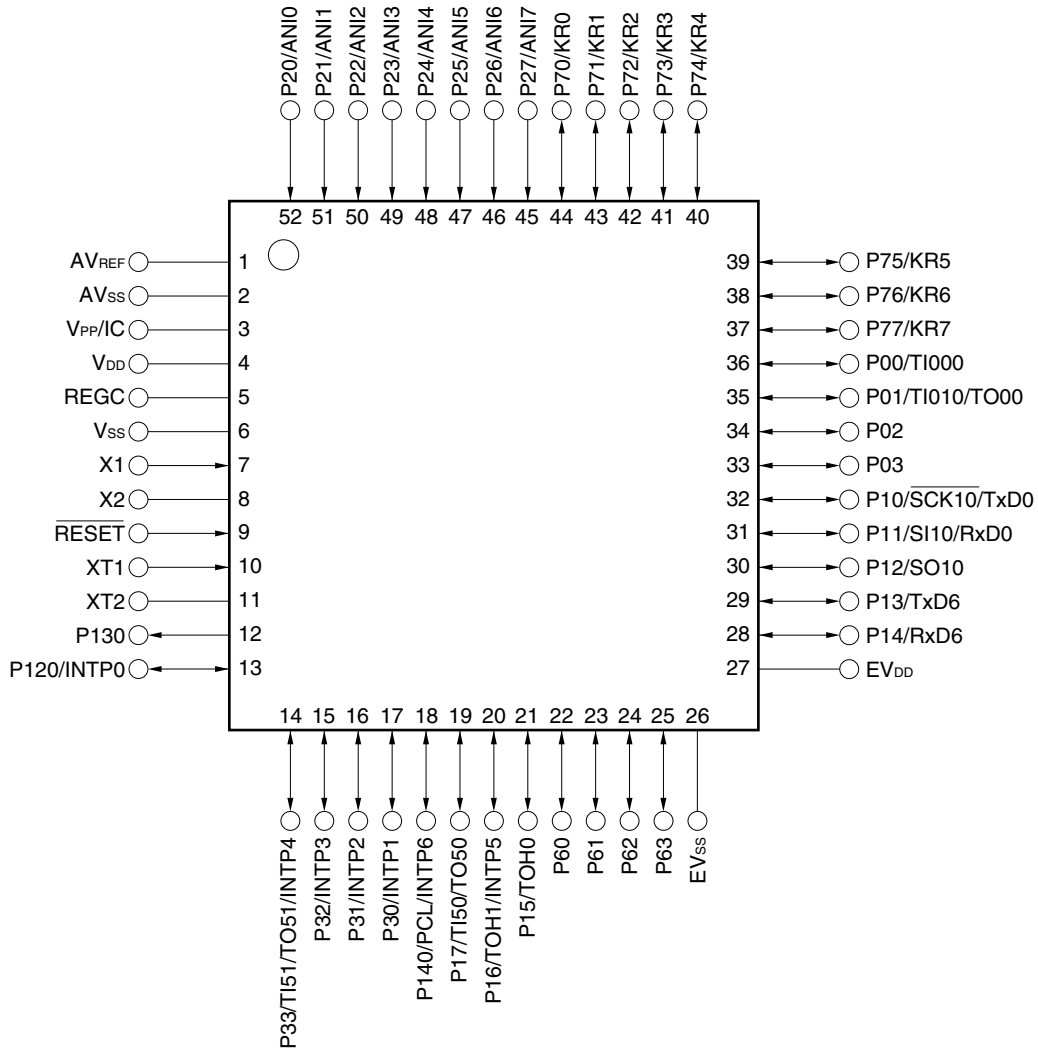 P20/ANI0
P21/ANI1
P22/ANI2
P23/ANI3
P24/ANI4
P25/ANI5
P26/ANI6
P27/ANI7
P70/KR0
P71/KR1
P72/KR2
P73/KR3
P74/KR4
52 51 50 49 48 47 46 45 44 43 42 41 40
AVREF 1
AVSS 2
VPP/IC 3
VDD 4
REGC 5
VSS 6
X1 7
X2 8
RESET 9
XT1 10
XT2 11
P130 12
P120/INTP0 13
39 P75/KR5
38 P76/KR6
37 P77/KR7
36 P00/TI000
35 P01/TI010/TO00
34 P02
33 P03
32 P10/SCK10/TxD0
31 P11/SI10/RxD0
30 P12/SO10
29 P13/TxD6
28 P14/RxD6
27 EVDD
14 15 16 17 18 19 20 21 22 23 24 25 26
P33/TI51/TO51/INTP4
P32/INTP3
P31/INTP2
P30/INTP1
P140/PCL/INTP6
P17/TI50/TO50
P16/TOH1/INTP5
P15/TOH0
P60
P61
P62
P63
EVSS